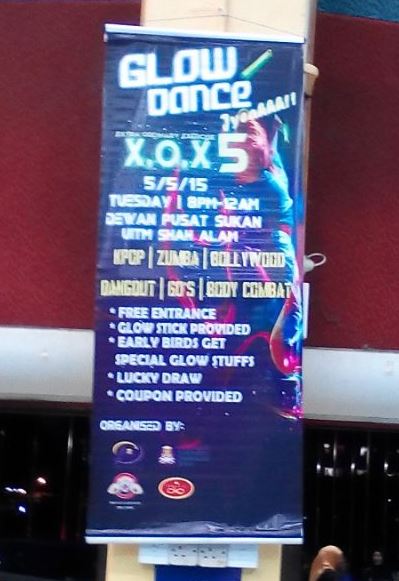 GLOW
DANCE
Jyeaaaa!!
EXTRA ORDINARY EXERCISE
X.O.X 5
5/5/15
TUESDAY | 8PM-12AM
DEWAN PUSAT SUKAN
UITM SHAH ALAM
KPOP | ZUMBA | BOLLYWOOD
DANGDUT | 60'S | BODY COMBAT
* FREE ENTRANCE
* GLOW STICK PROVIDED
* EARLY BIRDS GET
SPECIAL GLOW STUFFS
* LUCKY DRAW
* COUPON PROVIDED
ORGANISED BY: